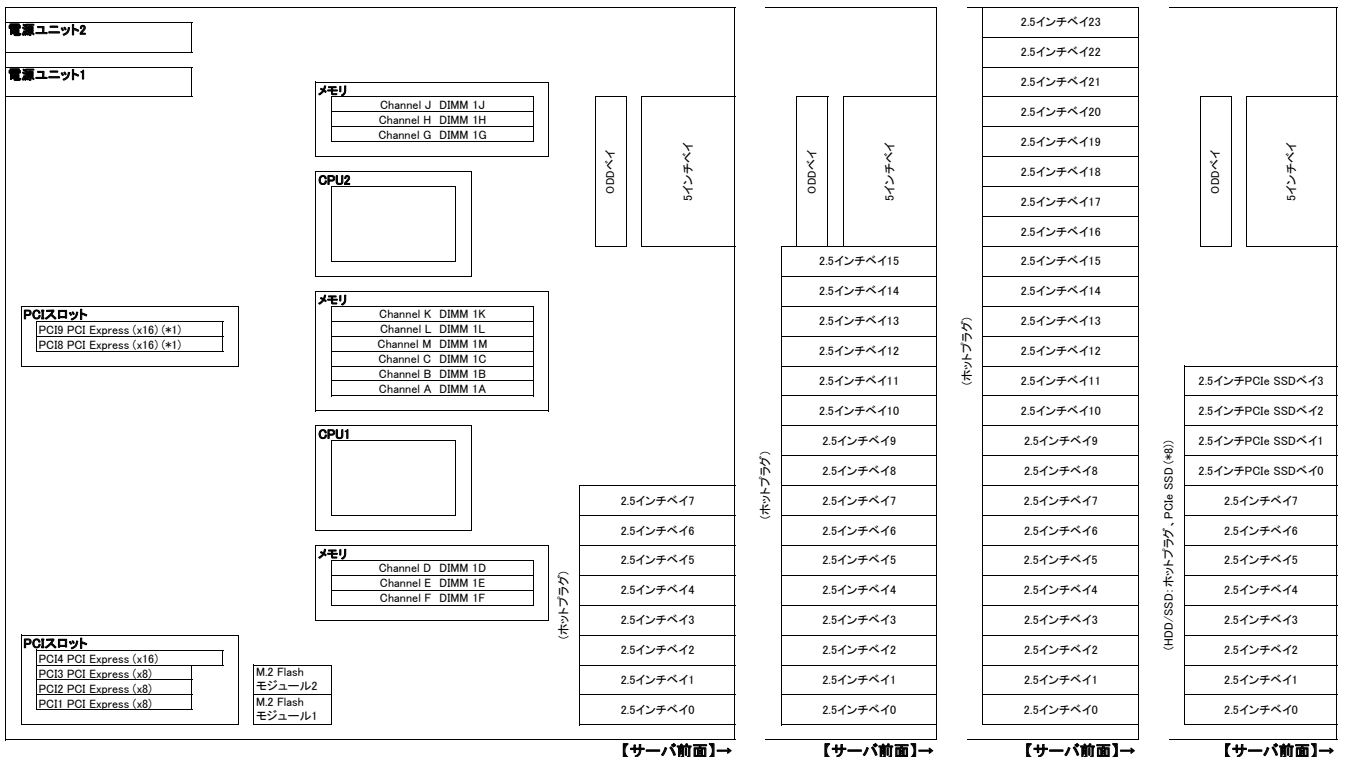 電源ユニット2
電源ユニット1
メモリ
Channel J DIMM 1J
Channel H DIMM 1H
Channel G DIMM 1G
CPU2
メモリ
Channel K DIMM 1K
Channel L DIMM 1L
Channel M DIMM 1M
Channel C DIMM 1C
Channel B DIMM 1B
Channel A DIMM 1A
CPU1
メモリ
Channel D DIMM 1D
Channel E DIMM 1E
Channel F DIMM 1F
PCIスロット
PCI9 PCI Express (x16) (*1)
PCI8 PCI Express (x16) (*1)
PCIスロット
PCI4 PCI Express (x16)
PCI3 PCI Express (x8)
PCI2 PCI Express (x8)
PCI1 PCI Express (x8)
M.2 Flash
モジュール2
M.2 Flash
モジュール1
ODDベイ
5インチベイ
(ホットプラグ)
2.5インチベイ7
2.5インチベイ6
2.5インチベイ5
2.5インチベイ4
2.5インチベイ3
2.5インチベイ2
2.5インチベイ1
2.5インチベイ0
【サーバ前面】→
ODDベイ
5インチベイ
(ホットプラグ)
2.5インチベイ15
2.5インチベイ14
2.5インチベイ13
2.5インチベイ12
2.5インチベイ11
2.5インチベイ10
2.5インチベイ9
2.5インチベイ8
2.5インチベイ7
2.5インチベイ6
2.5インチベイ5
2.5インチベイ4
2.5インチベイ3
2.5インチベイ2
2.5インチベイ1
2.5インチベイ0
【サーバ前面】→
(ホットプラグ)
2.5インチベイ23
2.5インチベイ22
2.5インチベイ21
2.5インチベイ20
2.5インチベイ19
2.5インチベイ18
2.5インチベイ17
2.5インチベイ16
2.5インチベイ15
2.5インチベイ14
2.5インチベイ13
2.5インチベイ12
2.5インチベイ11
2.5インチベイ10
2.5インチベイ9
2.5インチベイ8
2.5インチベイ7
2.5インチベイ6
2.5インチベイ5
2.5インチベイ4
2.5インチベイ3
2.5インチベイ2
2.5インチベイ1
2.5インチベイ0
【サーバ前面】→
ODDベイ
5インチベイ
(HDD/SSD:ホットプラグ、PCIe SSD (*8))
2.5インチPCIe SSDベイ3
2.5インチPCIe SSDベイ2
2.5インチPCIe SSDベイ1
2.5インチPCIe SSDベイ0
2.5インチベイ7
2.5インチベイ6
2.5インチベイ5
2.5インチベイ4
2.5インチベイ3
2.5インチベイ2
2.5インチベイ1
2.5インチベイ0
【サーバ前面】→